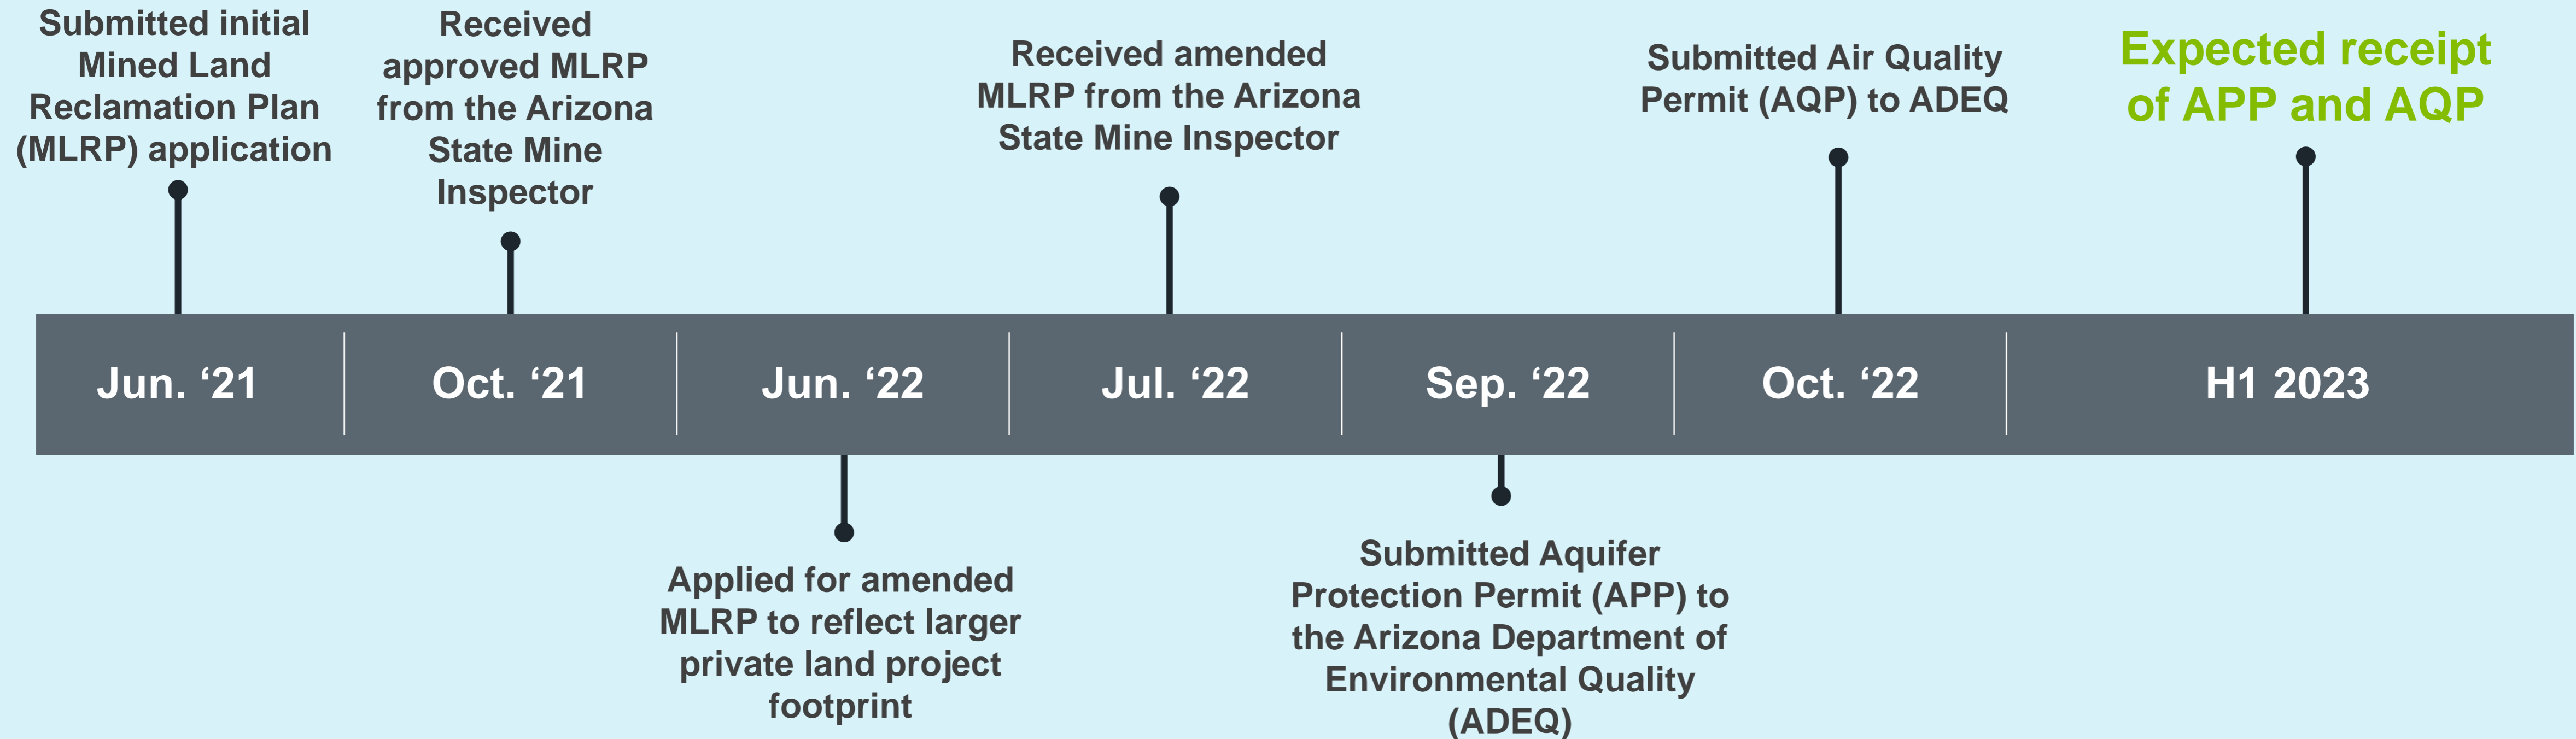 Submitted initial
Mined Land
Reclamation Plan
(MLRP) application
Received
approved MLRP
from the Arizona
State Mine
Inspector
Received amended
MLRP from the Arizona
State Mine Inspector
Submitted Air Quality
Permit (AQP) to ADEQ
Expected receipt
of APP and AQP
Jun. ‘21
Oct. ‘21
Jun. ‘22
Jul. ‘22
Sep. ‘22
Oct. ‘22
H1 2023
Applied for amended
MLRP to reflect larger
private land project
footprint
Submitted Aquifer
Protection Permit (APP) to
the Arizona Department of
Environmental Quality
(ADEQ)